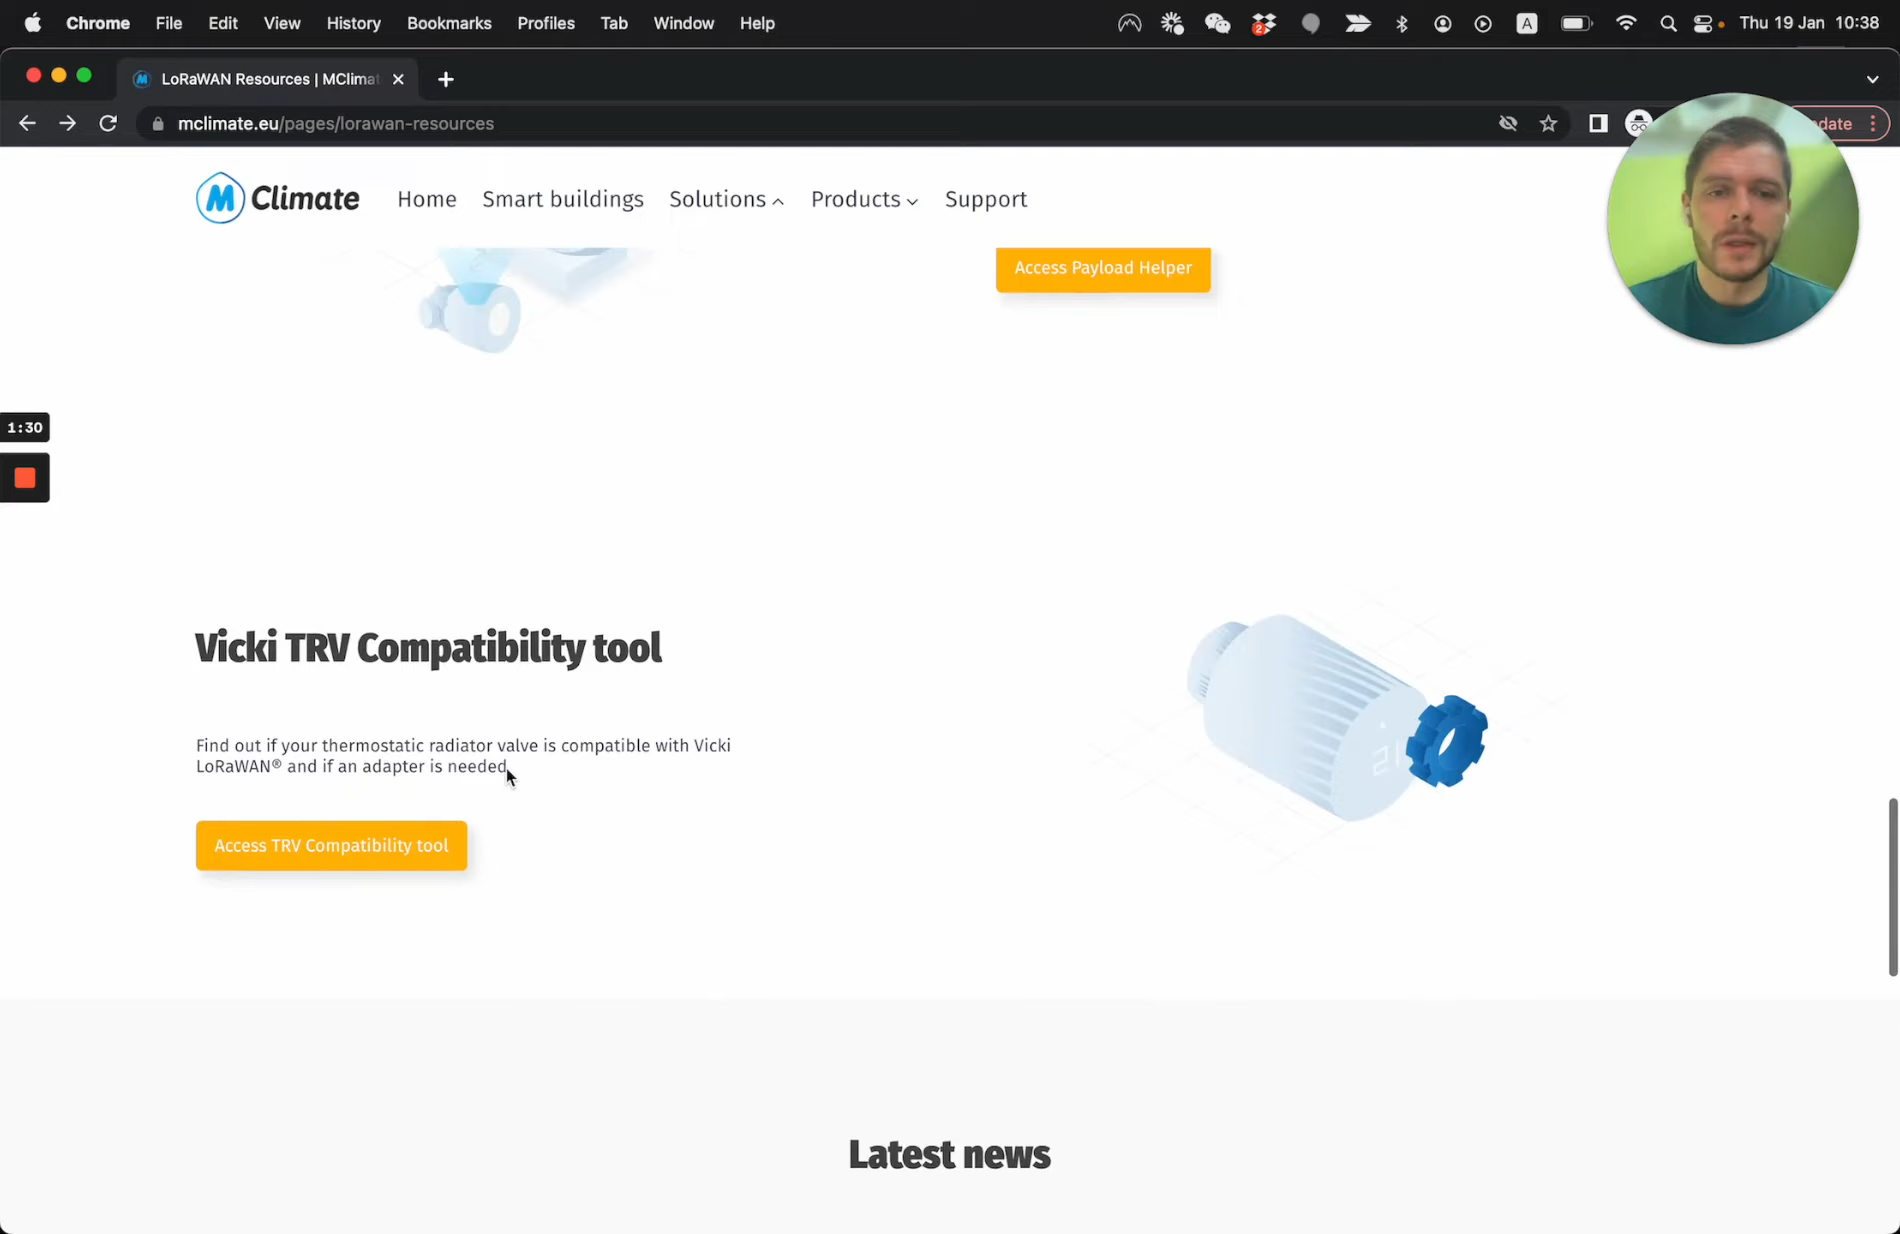 Chrome File Edit View History Bookmarks Profiles Tab Window Help
2 A Thu 19 Jan 10:38
LoRaWAN Resources | MClimat
mclimate.eu/pages/lorawan-resources
date
M Climate Home Smart buildings Solutions Products Support
Access Payload Helper
1:30
Vicki TRV Compatibility tool
Find out if your thermostatic radiator valve is compatible with Vicki
LoRaWAN® and if an adapter is needed.
21
Access TRV Compatibility tool
Latest news